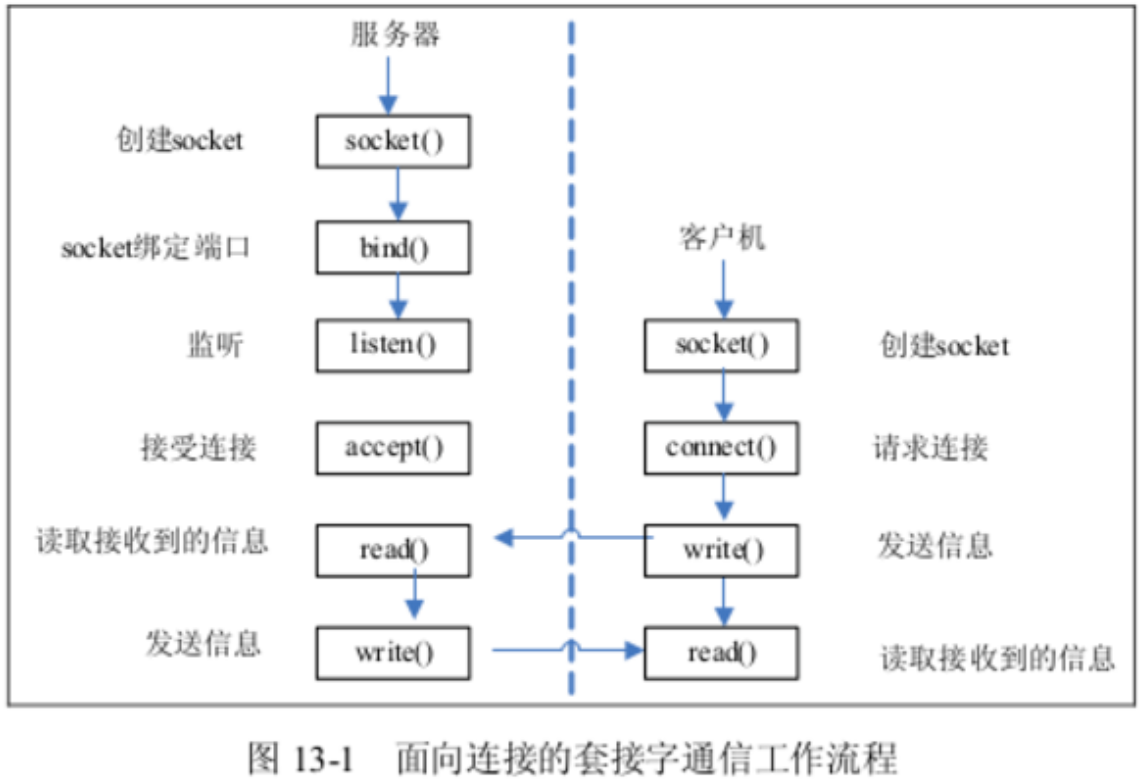 服务器
创建socket socket()
socket绑定端口 bind() 客户机
监听 listen() socket() 创建socket
接受连接 accept() connect() 请求连接
读取接收到的信息 read() write() 发送信息
发送信息 write() read() 读取接收到的信息
图 13-1 面向连接的套接字通信工作流程